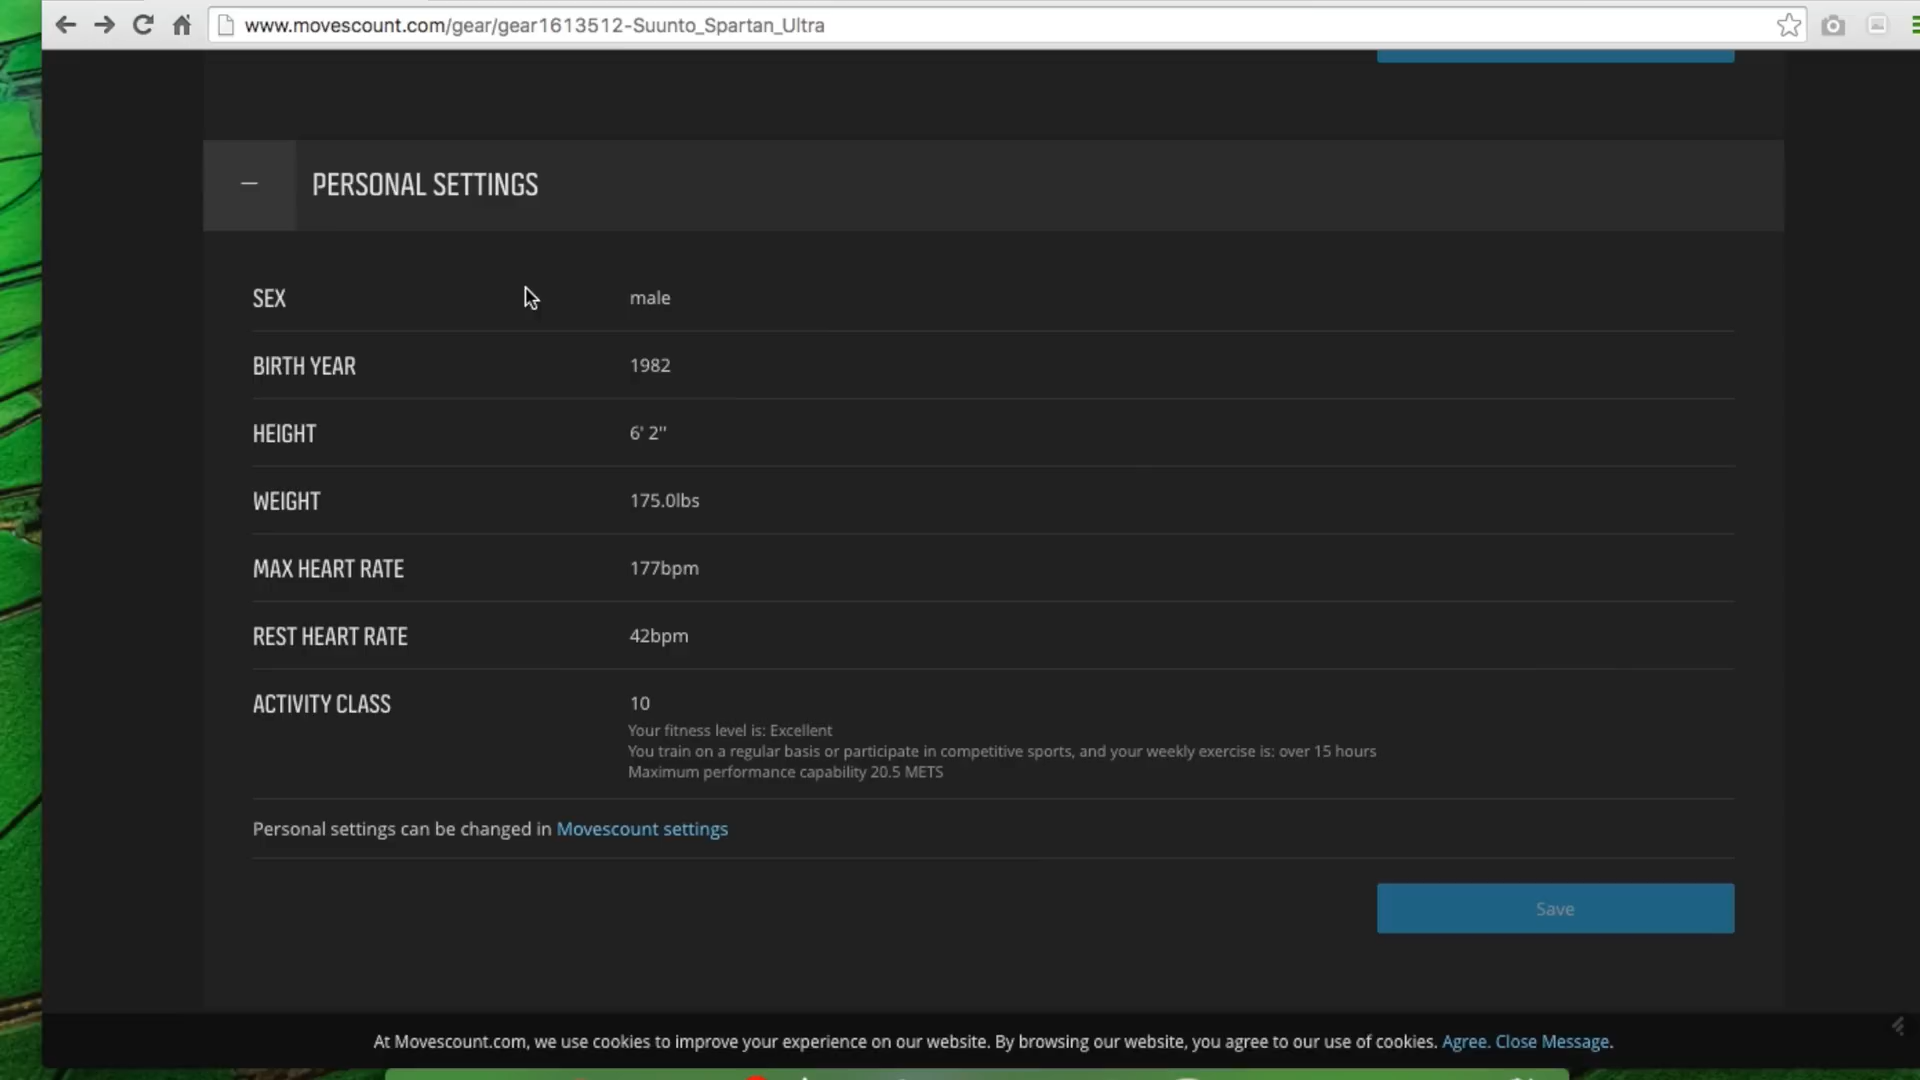 www.movescount.com/gear/gear1613512-Suunto_Spartan_Ultra
PERSONAL SETTINGS
SEX male
BIRTH YEAR 1982
HEIGHT 6' 2"
WEIGHT 175.0lbs
MAX HEART RATE 177bpm
REST HEART RATE 42bpm
ACTIVITY CLASS 10
Your fitness level is: Excellent
You train on a regular basis or participate in competitive sports, and your weekly exercise is: over 15 hours
Maximum performance capability 20.5 METS
Personal settings can be changed in Movescount settings
Save
At Movescount.com, we use cookies to improve your experience on our website. By browsing our website, you agree to our use of cookies. Agree. Close Message.